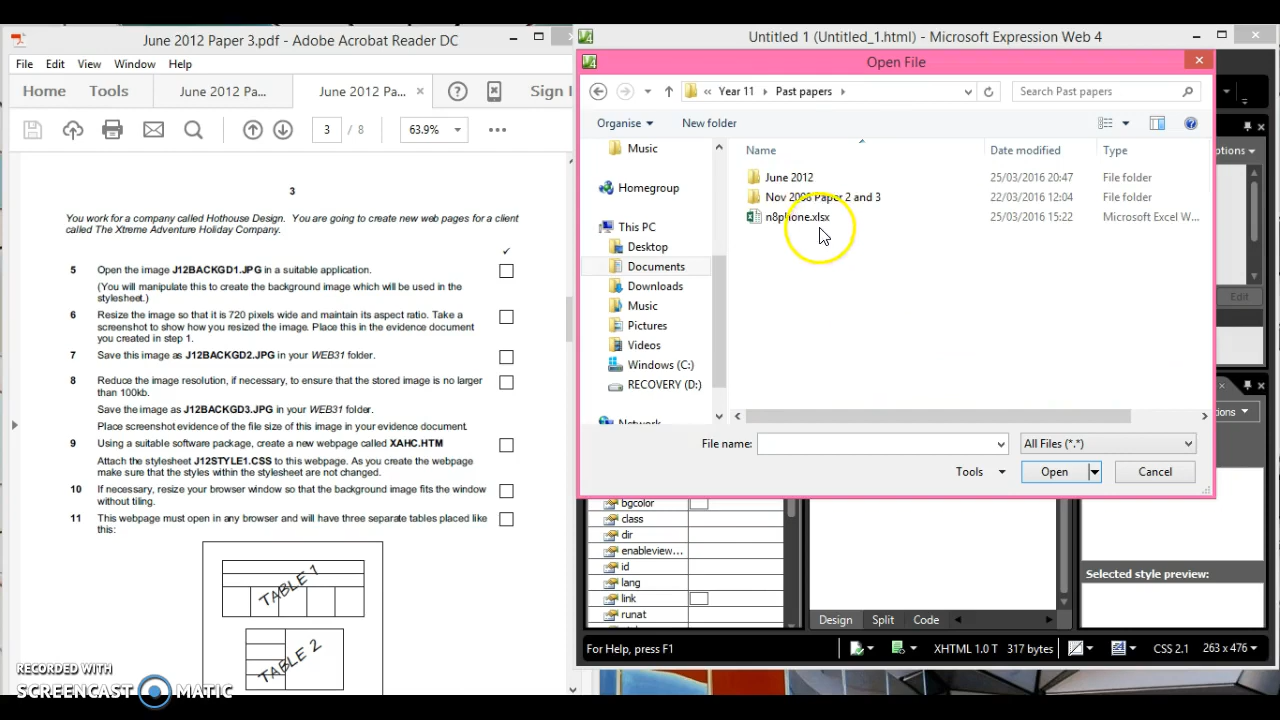 June 2012 Paper 3.pdf - Adobe Acrobat Reader DC
File Edit View Window Help
Home Tools June 2012 Pa... June 2012 Pa... × Sign I
3 / 8 63.9%
3
You work for a company called Hothouse Design. You are going to create new web pages for a client
called The Xtreme Adventure Holiday Company.
✓
5 Open the image J12BACKGD1.JPG in a suitable application.
(You will manipulate this to create the background image which will be used in the
stylesheet.)
6 Resize the image so that it is 720 pixels wide and maintain its aspect ratio. Take a
screenshot to show how you resized the image. Place this in the evidence document
you created in step 1.
7 Save this image as J12BACKGD2.JPG in your WEB31 folder.
8 Reduce the image resolution, if necessary, to ensure that the stored image is no larger
than 100kb.
Save the image as J12BACKGD3.JPG in your WEB31 folder.
Place screenshot evidence of the file size of this image in your evidence document.
9 Using a suitable software package, create a new webpage called XAHC.HTM
Attach the stylesheet J12STYLE1.CSS to this webpage. As you create the webpage
make sure that the styles within the stylesheet are not changed.
10 If necessary, resize your browser window so that the background image fits the window
without tiling.
11 This webpage must open in any browser and will have three separate tables placed like
this:
TABLE 1
TABLE 2
RECORDED WITH
SCREENCAST MATIC
Untitled 1 (Untitled_1.html) - Microsoft Expression Web 4
Open File
« Year 11 Past papers Search Past papers
Organise New folder
Music
Homegroup
This PC
Desktop
Documents
Downloads
Music
Pictures
Videos
Windows (C:)
RECOVERY (D:)
Network
Name Date modified Type
June 2012 25/03/2016 20:47 File folder
Nov 2008 Paper 2 and 3 22/03/2016 12:04 File folder
n8phone.xlsx 25/03/2016 15:22 Microsoft Excel W...
File name: All Files (*.*)
Tools Open Cancel
ptions
Edit
ions
bgcolor
class
dir
enableview...
id
lang
link
runat
Design Split Code
Selected style preview:
For Help, press F1 XHTML 1.0 T 317 bytes CSS 2.1 263 x 476